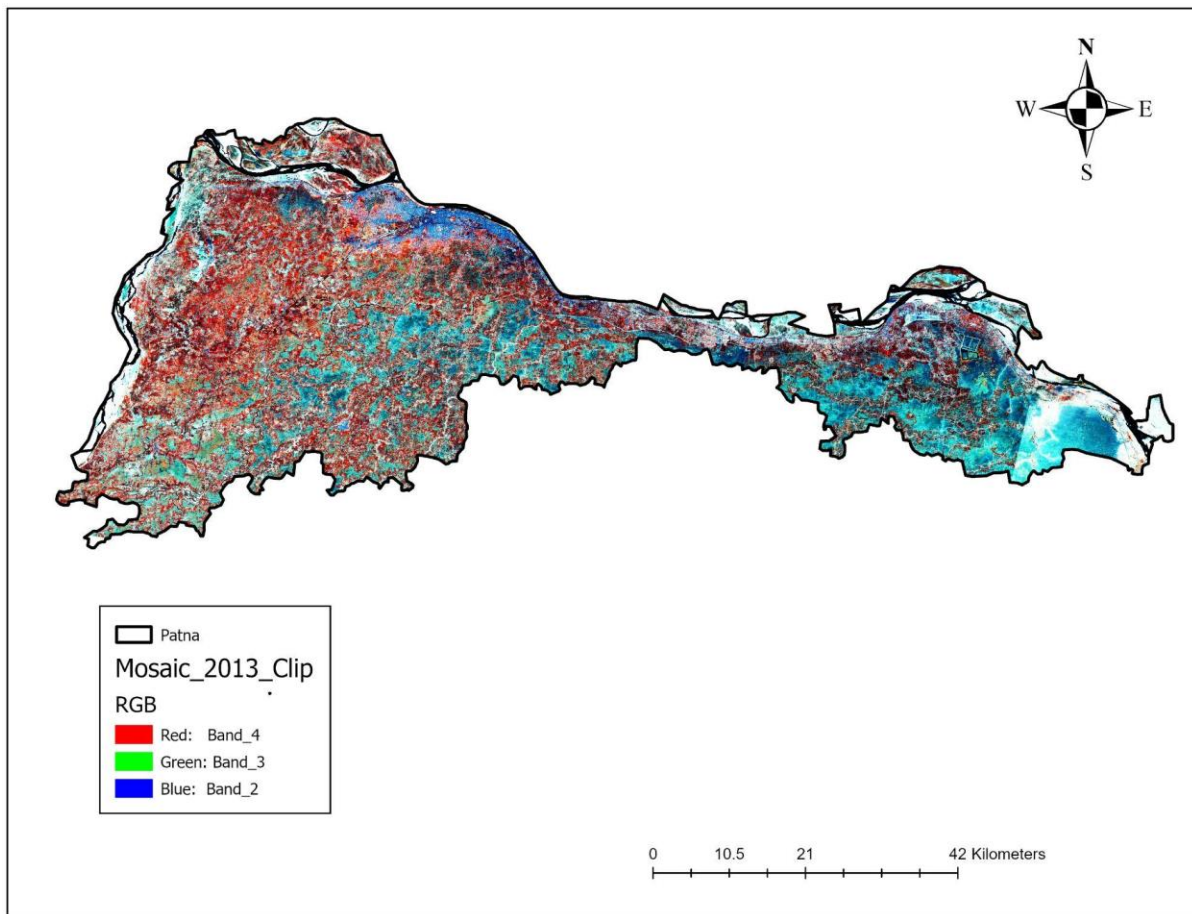 N
W E
S
Patna
Mosaic_2013_Clip
RGB
Red: Band_4
Green: Band_3
Blue: Band_2
0 10.5 21 42 Kilometers